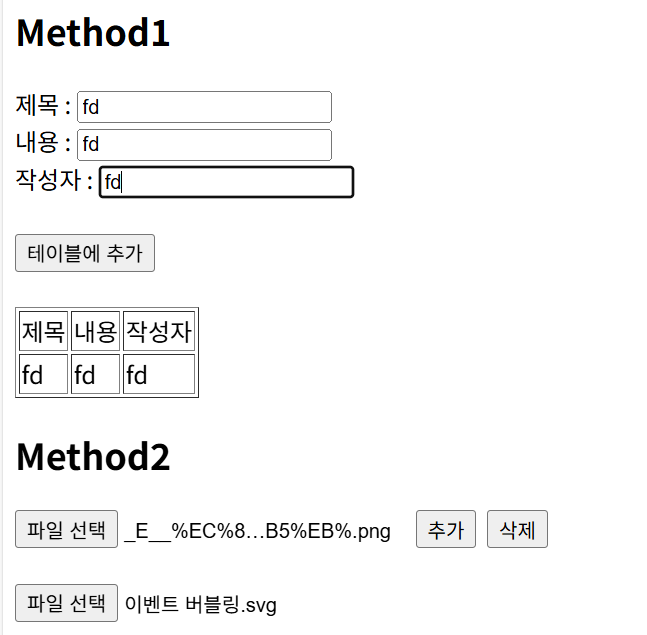 Method1
제목 : fd
내용 : fd
작성자 : fd
테이블에 추가
제목 내용 작성자
fd fd fd
Method2
파일 선택 _E__%EC%8…B5%EB%.png 추가 삭제
파일 선택 이벤트 버블링.svg